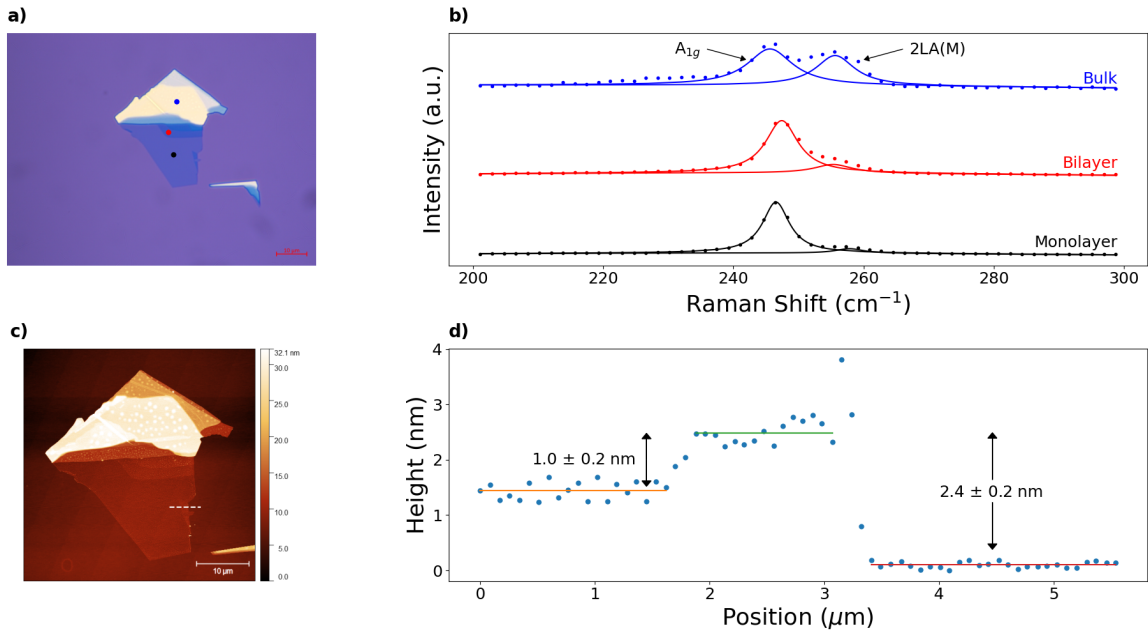 a)
b)
A1g
2LA(M)
Bulk
Bilayer
Monolayer
Intensity (a.u.)
200
220
240
260
280
300
Raman Shift (cm⁻¹)
c)
32.1 nm
30.0
25.0
20.0
15.0
10.0
5.0
0.0
10 µm
d)
4
3
2
1
0
1.0 ± 0.2 nm
2.4 ± 0.2 nm
Height (nm)
0
1
2
3
4
5
Position (µm)